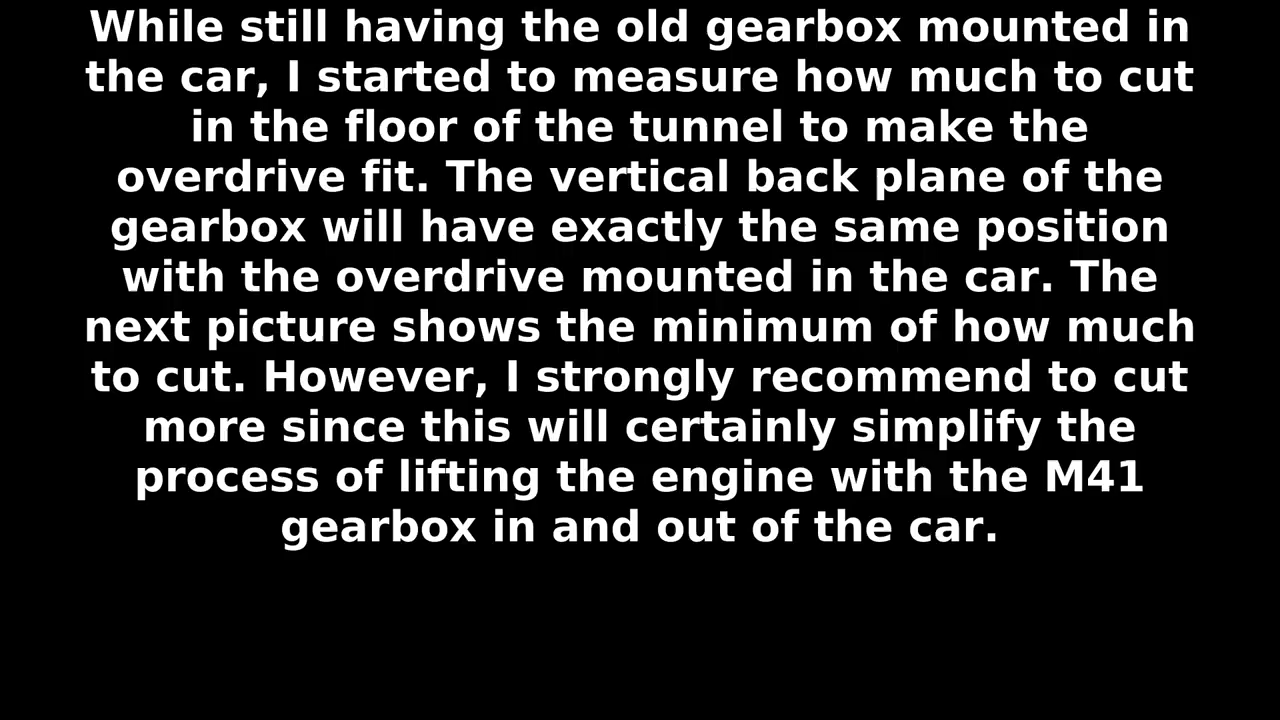 While still having the old gearbox mounted in
the car, I started to measure how much to cut
in the floor of the tunnel to make the
overdrive fit. The vertical back plane of the
gearbox will have exactly the same position
with the overdrive mounted in the car. The
next picture shows the minimum of how much
to cut. However, I strongly recommend to cut
more since this will certainly simplify the
process of lifting the engine with the M41
gearbox in and out of the car.